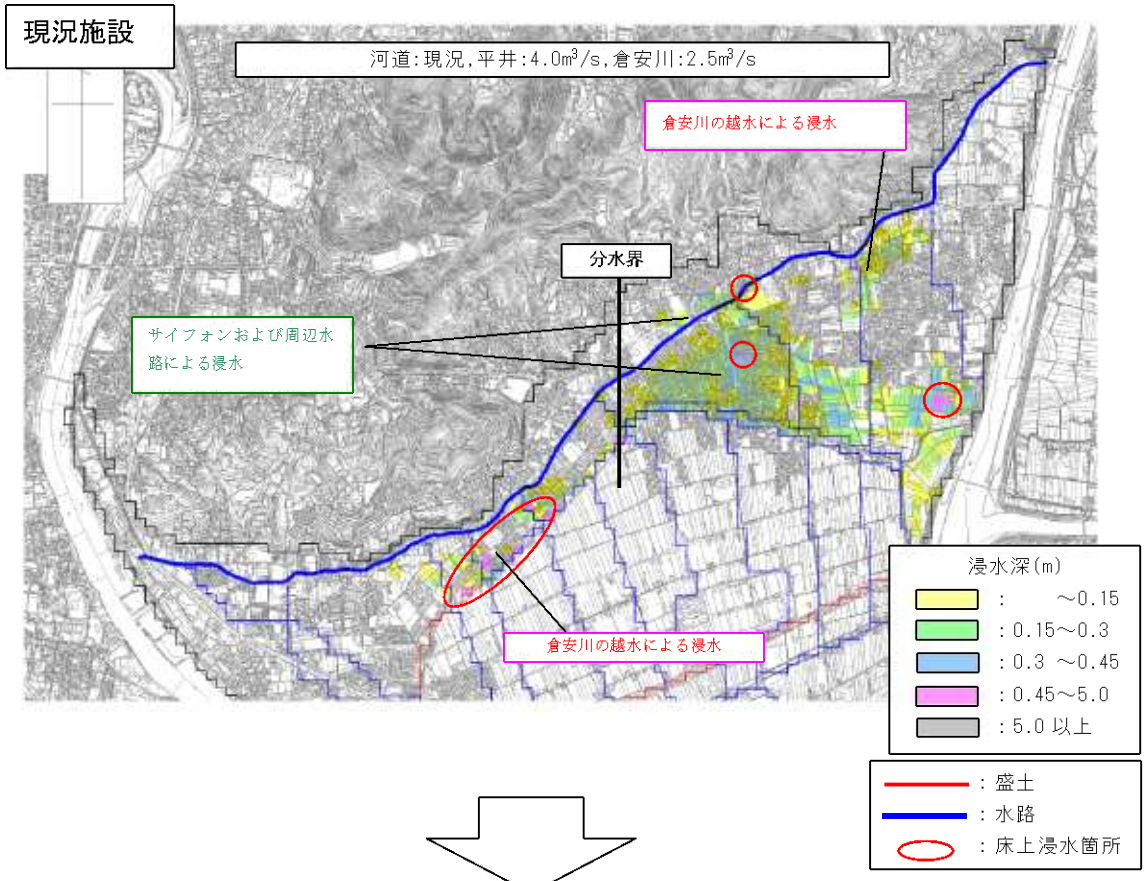 現況施設
河道:現況,平井:4.0m³/s,倉安川:2.5m³/s
倉安川の越水による浸水
分水界
サイフォンおよび周辺水
路による浸水
倉安川の越水による浸水
浸水深(m)
: ~0.15
:0.15~0.3
:0.3 ~0.45
:0.45~5.0
:5.0 以上
: 盛土
: 水路
: 床上浸水箇所